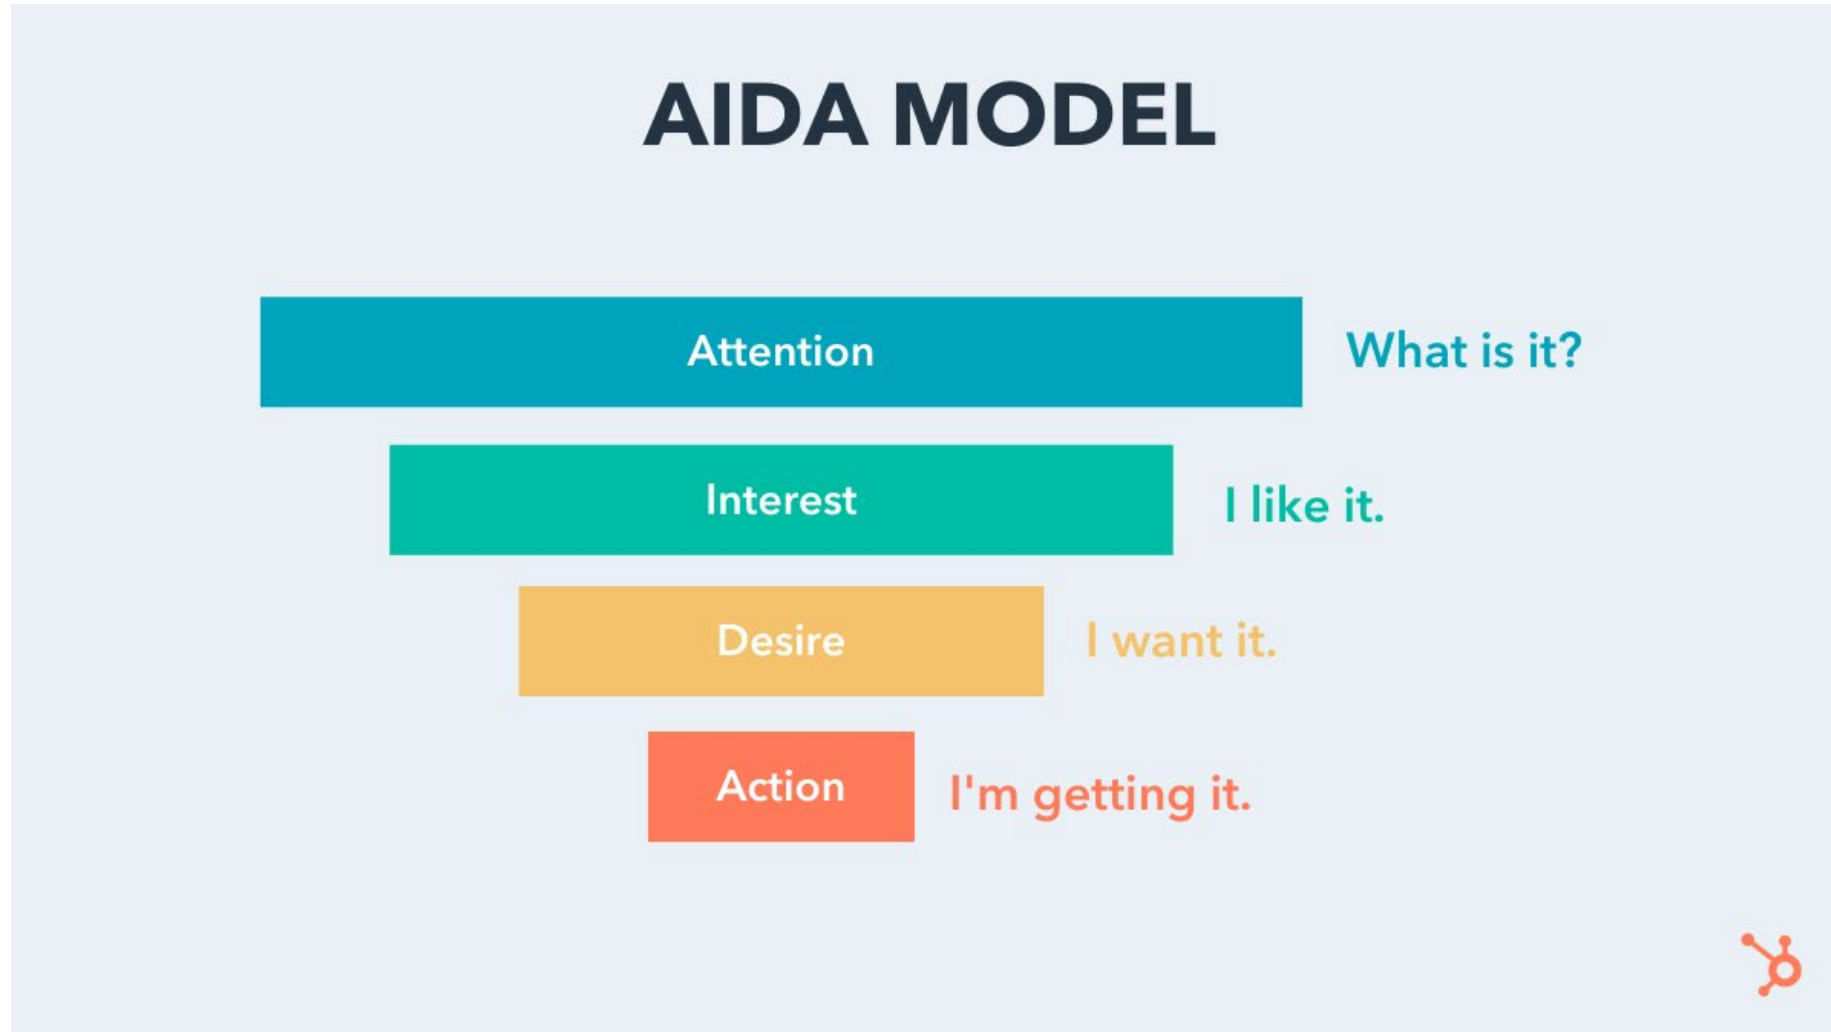 AIDA MODEL
Attention
What is it?
Interest
I like it.
Desire
I want it.
Action
I'm getting it.